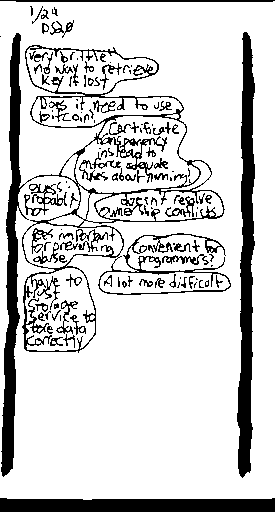 1/24
very brittle
no way to retrieve
key if lost
Does it need to use
bitcoin?
Certificate
transparency
instead to
enforce adequate
rules about naming!
guess:
probably
not
doesn't resolve
ownership conflicts
fees important
for preventing
abuse
Convenient for
programmers?
A lot more difficult
have to
trust
storage
service to
store data
correctly